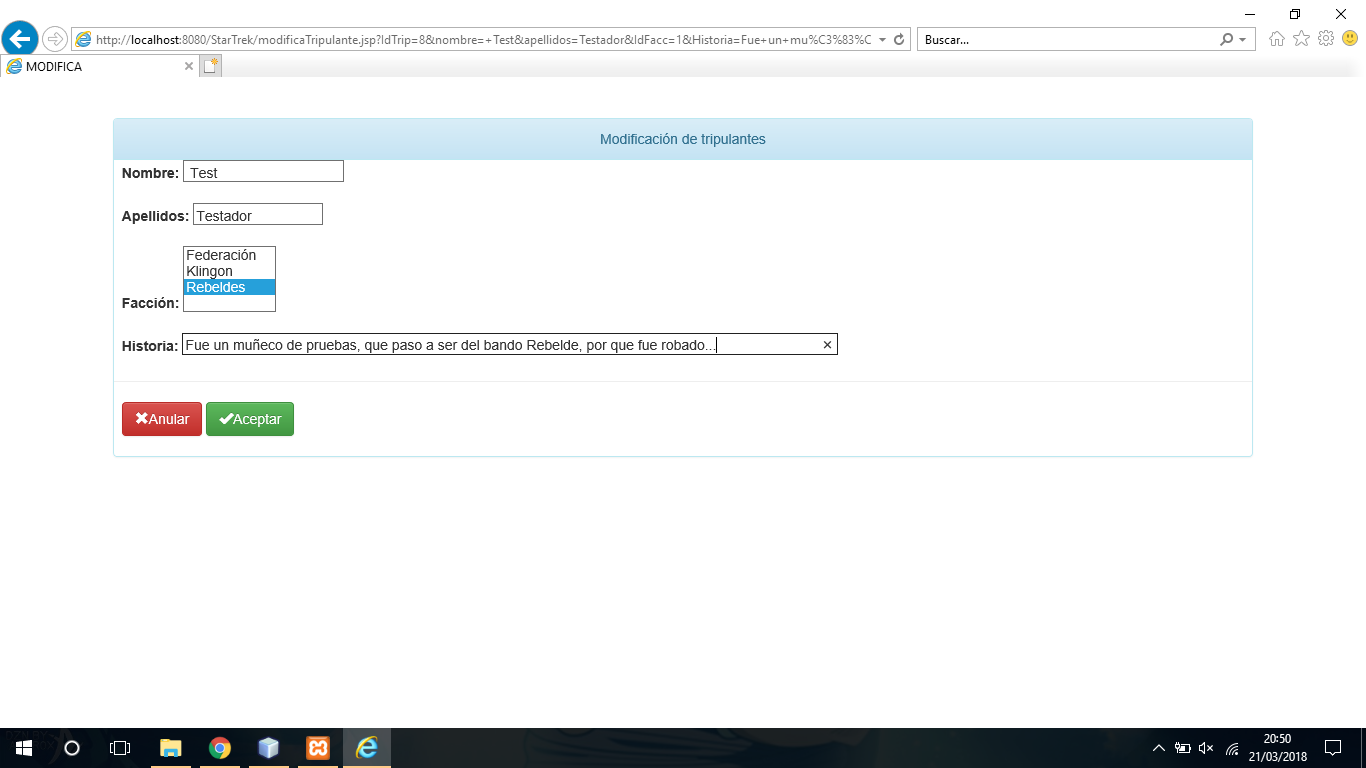 http://localhost:8080/StarTrek/modificaTripulante.jsp?IdTrip=8&nombre=+Test&apellidos=Testador&IdFacc=1&Historia=Fue+un+mu%C3%83%C
Buscar...
MODIFICA
Modificación de tripulantes
Nombre: Test
Apellidos: Testador
Federación
Klingon
Rebeldes
Facción:
Historia: Fue un muñeco de pruebas, que paso a ser del bando Rebelde, por que fue robado...
Anular Aceptar
20:50
21/03/2018